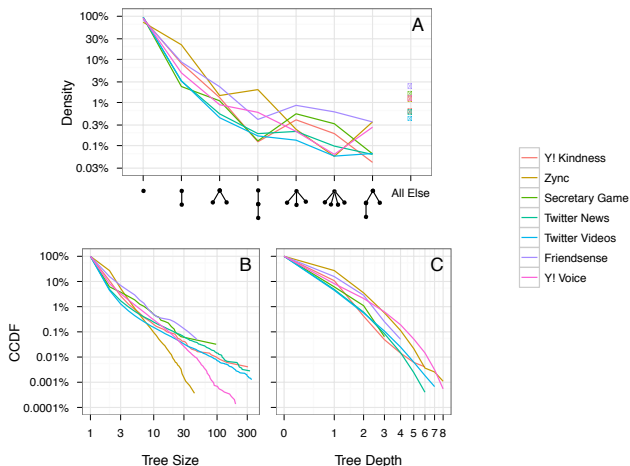 A
Density
100%
30%
10%
3%
1%
0.3%
0.1%
0.03%
All Else
B
C
CCDF
100%
10%
1%
0.1%
0.01%
0.001%
0.0001%
1 3 10 30 100 300
0 1 2 3 4 5 6 7 8
Tree Size
Tree Depth
Y! Kindness
Zync
Secretary Game
Twitter News
Twitter Videos
Friendsense
Y! Voice